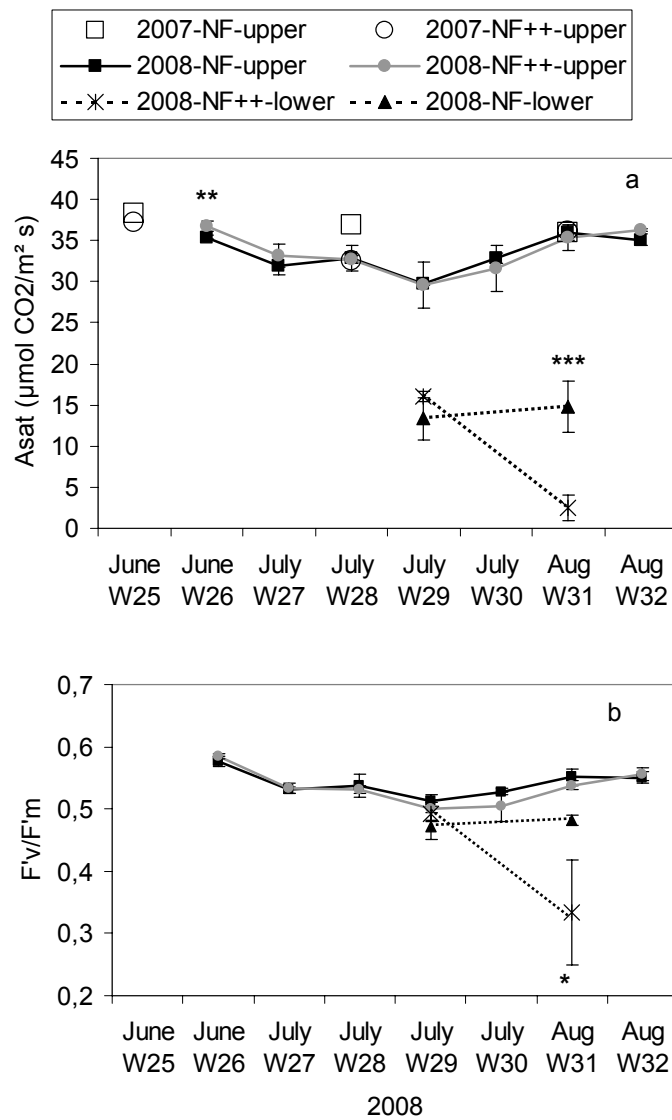 2007-NF-upper 2007-NF++-upper
2008-NF-upper 2008-NF++-upper
2008-NF++-lower 2008-NF-lower
Asat (µmol CO2/m² s)
45
40
35
30
25
20
15
10
5
0
a
**
***
June July July July July Aug Aug
June
W25 W26 W27 W28 W29 W30 W31 W32
F'v/F'm
0,7
0,6
0,5
0,4
0,3
0,2
b
*
June June July July July July Aug Aug
W25 W26 W27 W28 W29 W30 W31 W32
2008